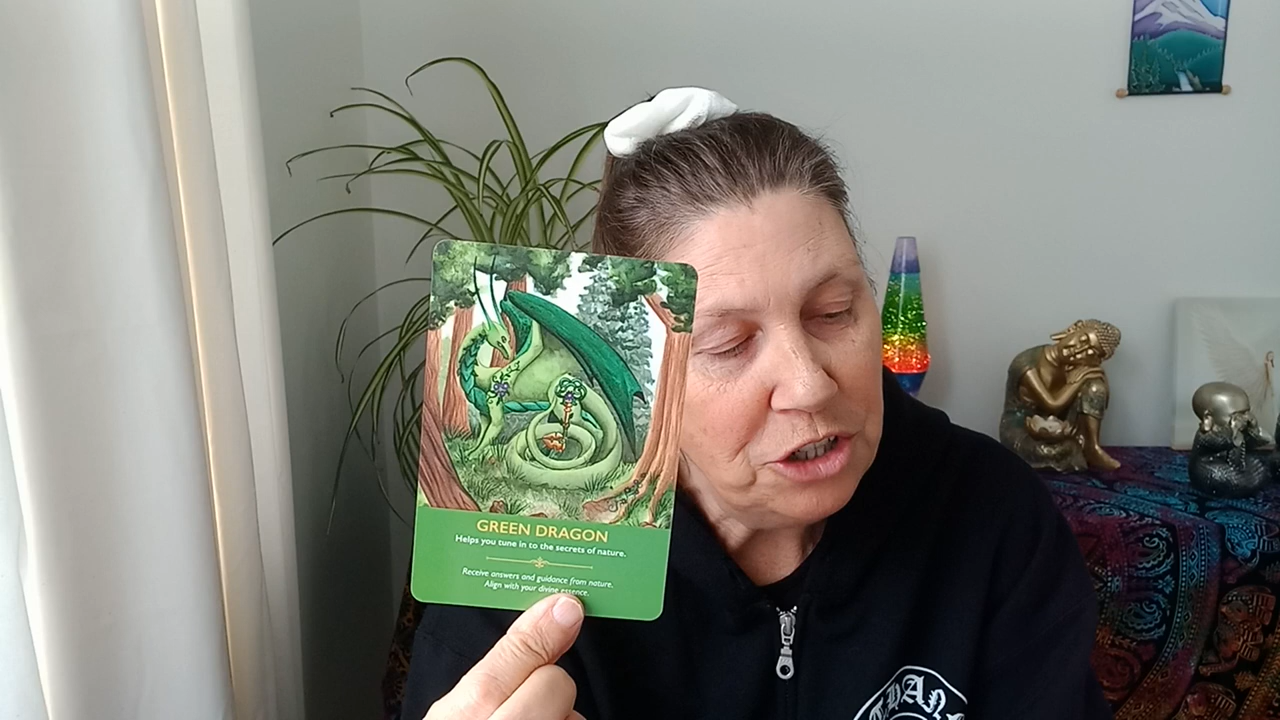 GREEN DRAGON
Helps you tune in to the secrets of nature.
Receive answers and guidance from nature.
Align with your divine essence.